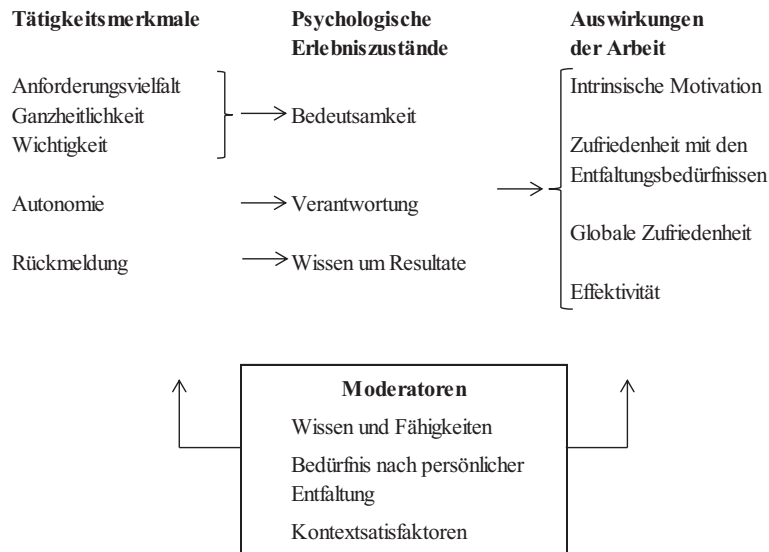 Tätigkeitsmerkmale
Psychologische
Erlebniszustände
Auswirkungen
der Arbeit
Anforderungsvielfalt
Ganzheitlichkeit
Wichtigkeit
Bedeutsamkeit
Autonomie
Verantwortung
Rückmeldung
Wissen um Resultate
Intrinsische Motivation
Zufriedenheit mit den
Entfaltungsbedürfnissen
Globale Zufriedenheit
Effektivität
Moderatoren
Wissen und Fähigkeiten
Bedürfnis nach persönlicher
Entfaltung
Kontextsatisfaktoren